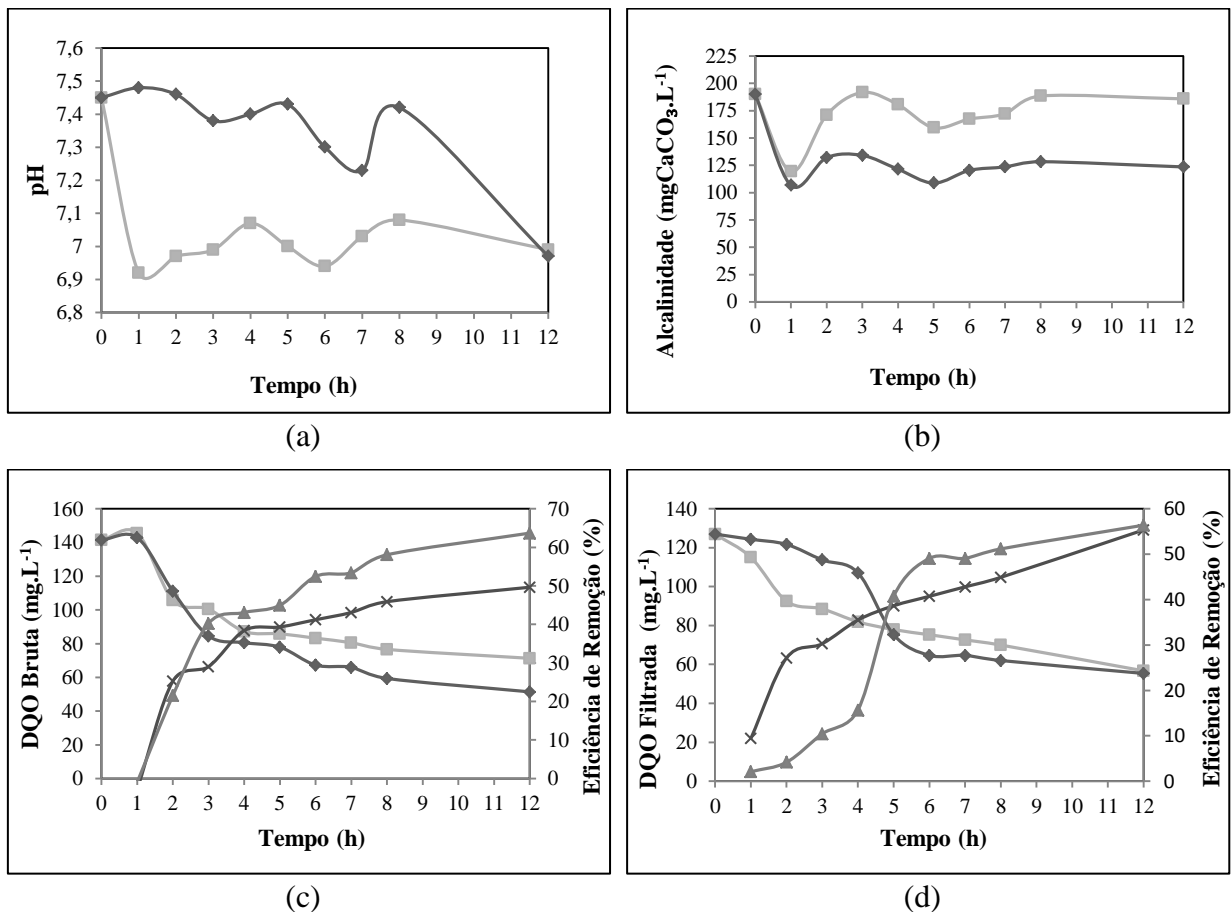 7,6
7,5
7,4
7,3
7,2
7,1
7
6,9
6,8
pH
0 1 2 3 4 5 6 7 8 9 10 11 12
Tempo (h)
(a)
225
200
175
150
125
100
75
50
25
0
Alcalinidade (mgCaCO₃.L⁻¹)
0 1 2 3 4 5 6 7 8 9 10 11 12
Tempo (h)
(b)
160
140
120
100
80
60
40
20
0
DQO Bruta (mg.L⁻¹)
70
60
50
40
30
20
10
0
Eficiência de Remoção (%)
0 1 2 3 4 5 6 7 8 9 10 11 12
Tempo (h)
(c)
140
120
100
80
60
40
20
0
DQO Filtrada (mg.L⁻¹)
60
50
40
30
20
10
0
Eficiência de Remoção (%)
0 1 2 3 4 5 6 7 8 9 10 11 12
Tempo (h)
(d)